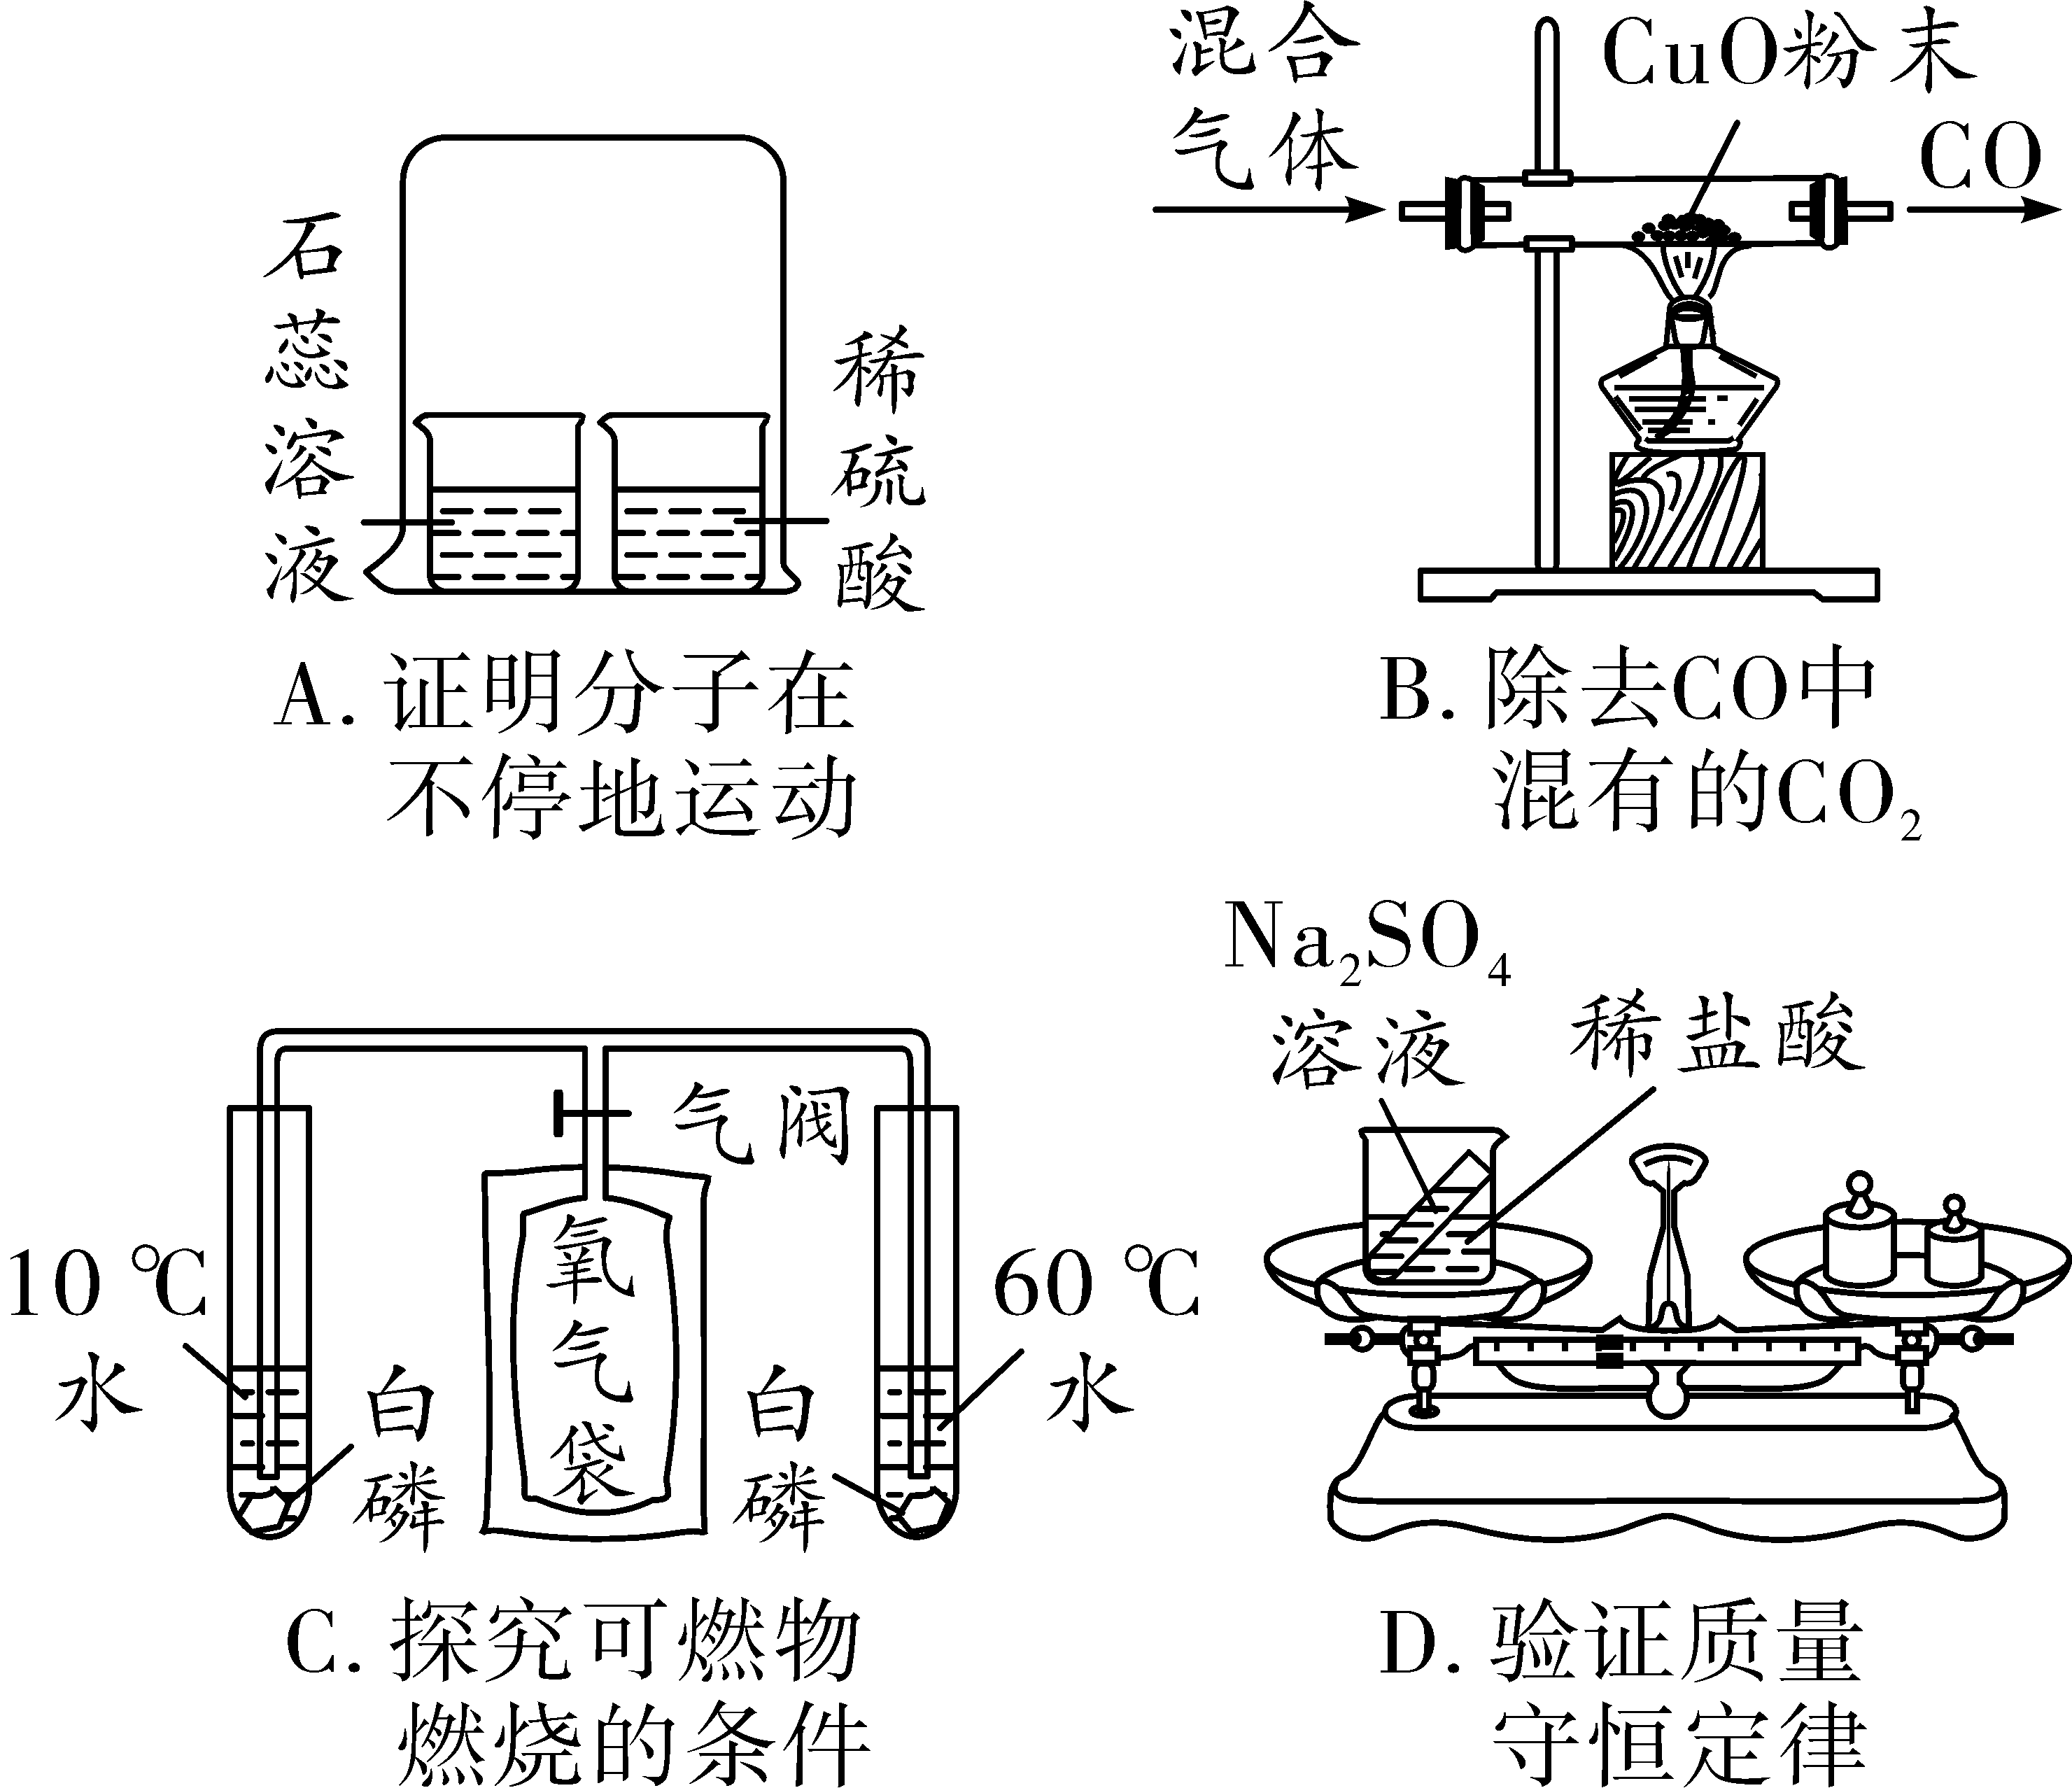 石蕊溶液
稀硫酸
A. 证明分子在
不停地运动
混合
气体
CuO粉末
CO
B. 除去CO中
混有的CO₂
10 ℃
水
白磷
气阀
氧气袋
白磷
60 ℃
水
C. 探究可燃物
燃烧的条件
Na₂SO₄
溶液
稀盐酸
D. 验证质量
守恒定律